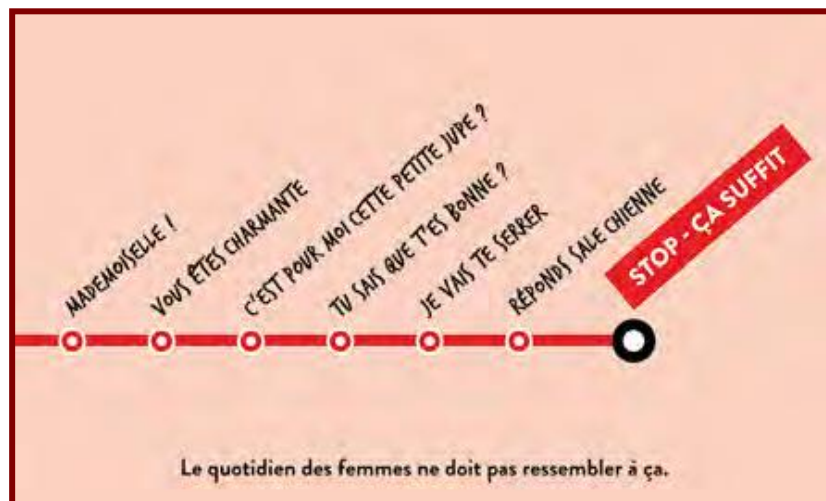 MADEMOISELLE !
VOUS ÊTES CHARMANTE
C'EST POUR MOI CETTE PETITE JUPE ?
TU SAIS QUE T'ES BONNE ?
JE VAIS TE SERRER
RÉPONDS SALE CHIENNE
STOP - ÇA SUFFIT
Le quotidien des femmes ne doit pas ressembler à ça.